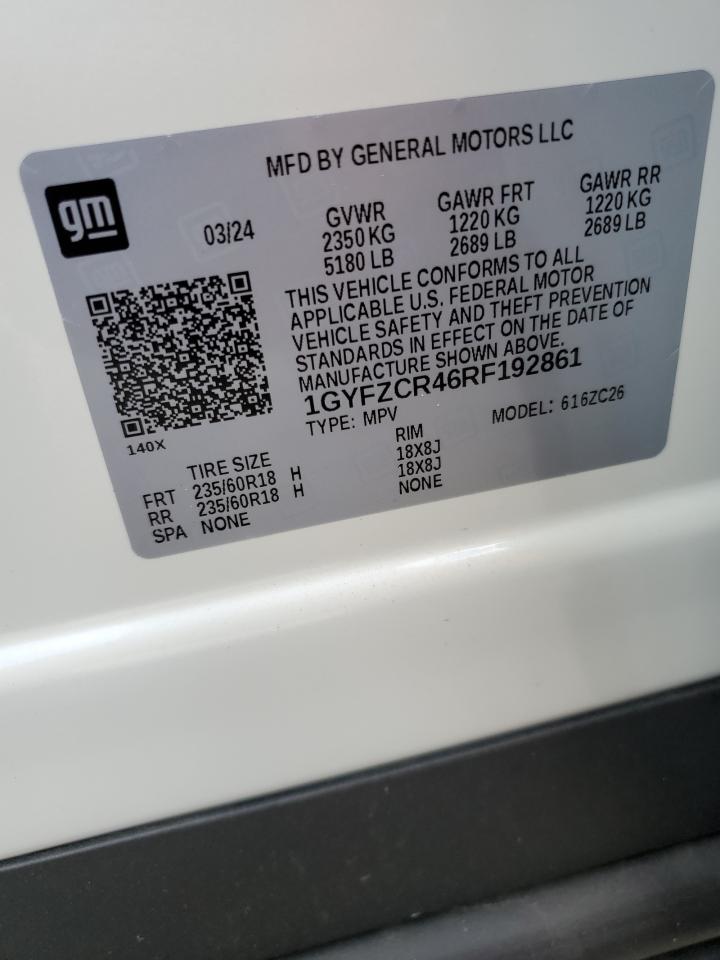 MFD BY GENERAL MOTORS LLC
gm
03/24
GVWR
2350 KG
5180 LB
GAWR FRT
1220 KG
2689 LB
GAWR RR
1220 KG
2689 LB
THIS VEHICLE CONFORMS TO ALL
APPLICABLE U.S. FEDERAL MOTOR
VEHICLE SAFETY AND THEFT PREVENTION
STANDARDS IN EFFECT ON THE DATE OF
MANUFACTURE SHOWN ABOVE.
1GYFZCR46RF192861
TYPE: MPV
MODEL: 616ZC26
140X
TIRE SIZE RIM
FRT 235/60R18 H 18X8J
RR 235/60R18 H 18X8J
SPA NONE NONE